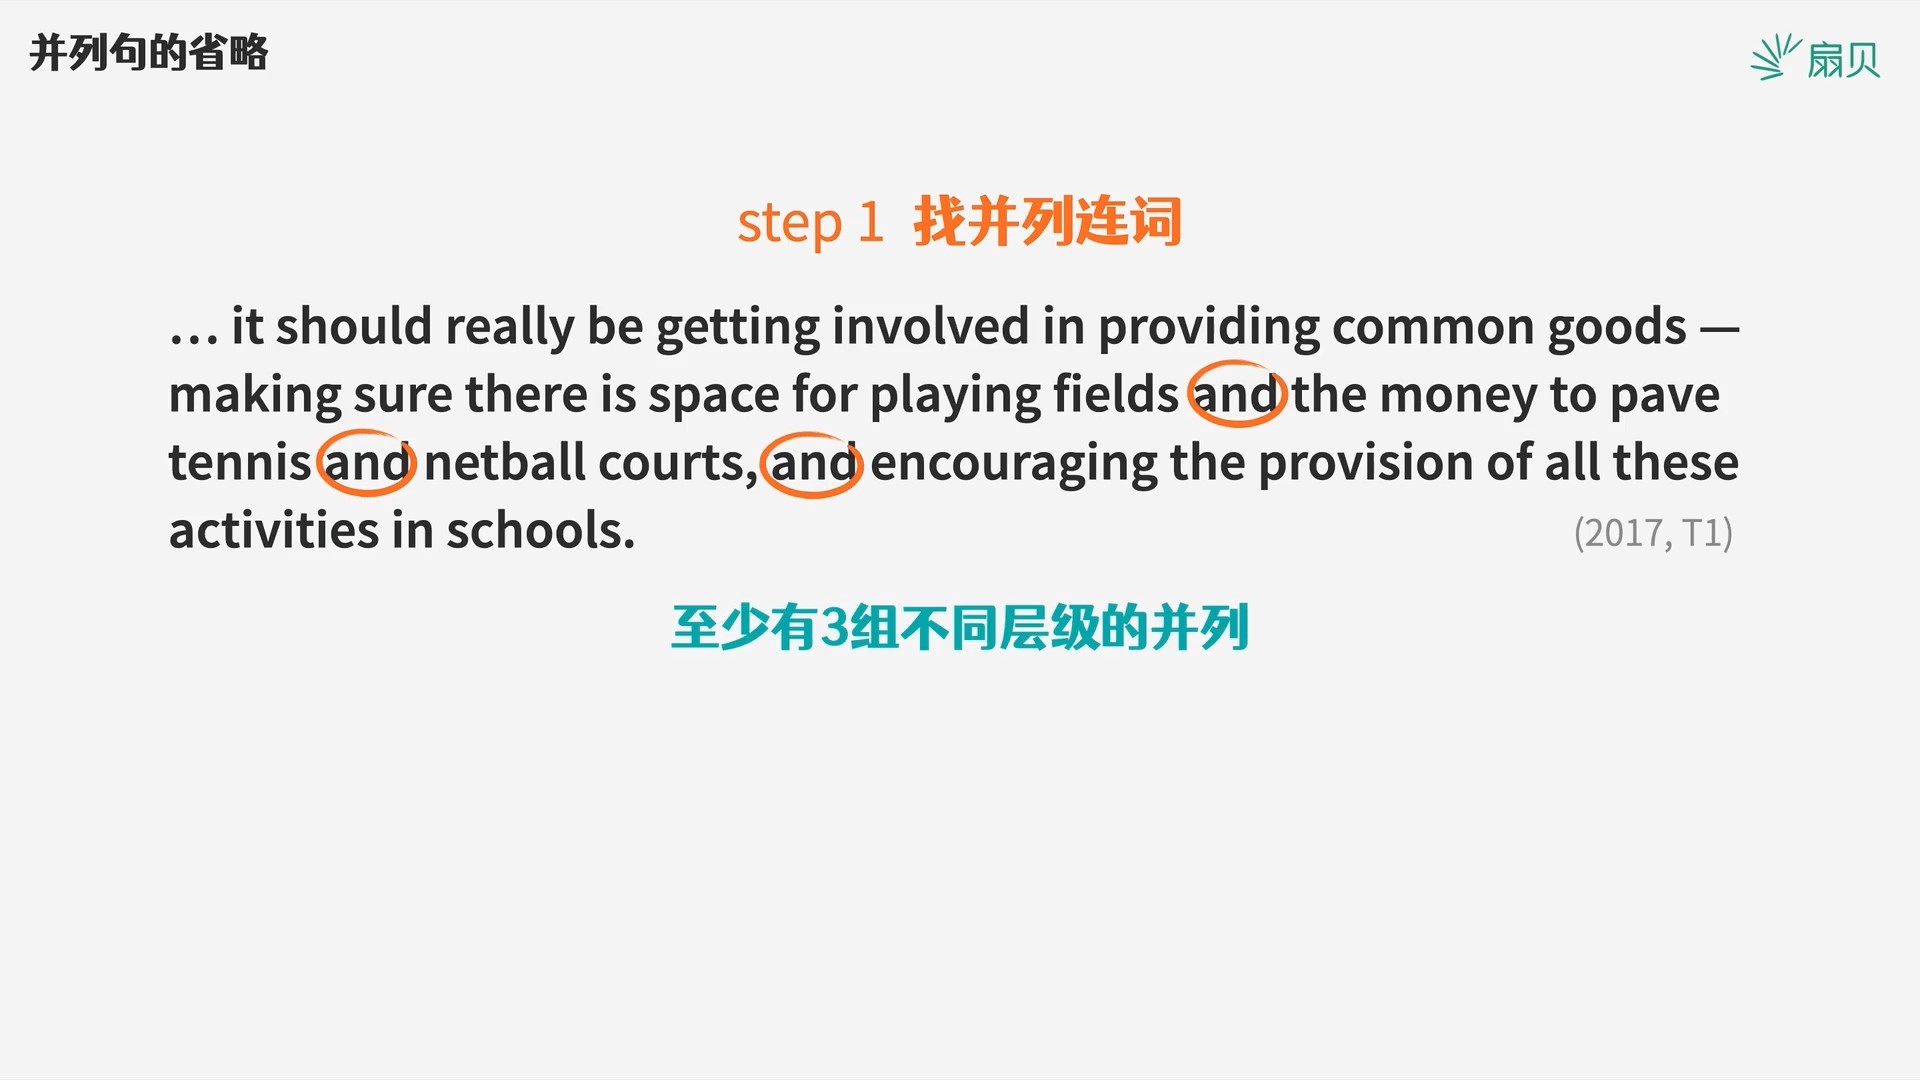 并列句的省略
扇贝
step 1 找并列连词
… it should really be getting involved in providing common goods —
making sure there is space for playing fields and the money to pave
tennis and netball courts, and encouraging the provision of all these
activities in schools.
(2017, T1)
至少有3组不同层级的并列